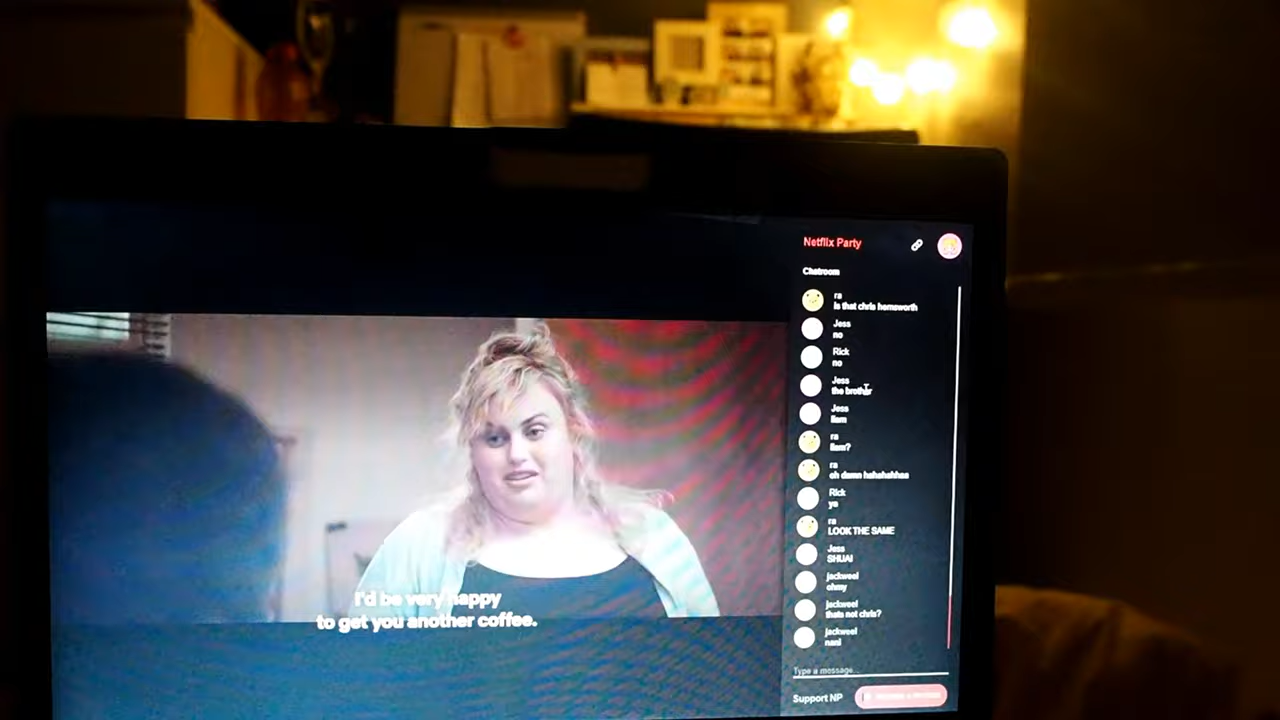 Netflix Party
Chatroom
ra
is that chris hemsworth
Jess
no
Rick
no
Jess
the brother
Jess
liam
ra
liam?
ra
oh damn hahahahhaa
Rick
ya
ra
LOOK THE SAME
Jess
SHUAI
jackweel
ohmy
jackweel
thats not chris?
jackweel
nani
I'd be very happy
to get you another coffee.
Type a message...
Support NP